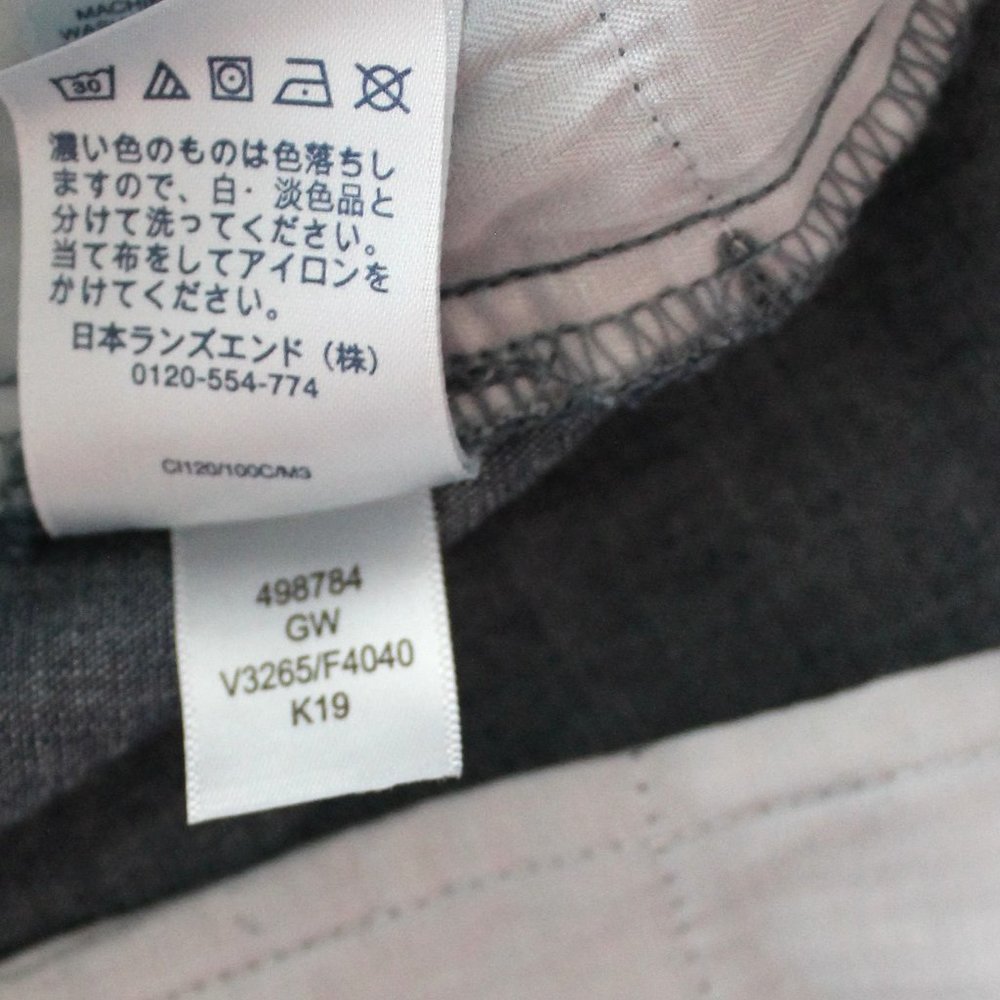 MACHINE
30
濃い色のものは色落ちし
ますので、白・淡色品と
分けて洗ってください。
当て布をしてアイロンを
かけてください。
日本ランズエンド（株）
0120-554-774
CI120/100C/M3
498784
GW
V3265/F4040
K19